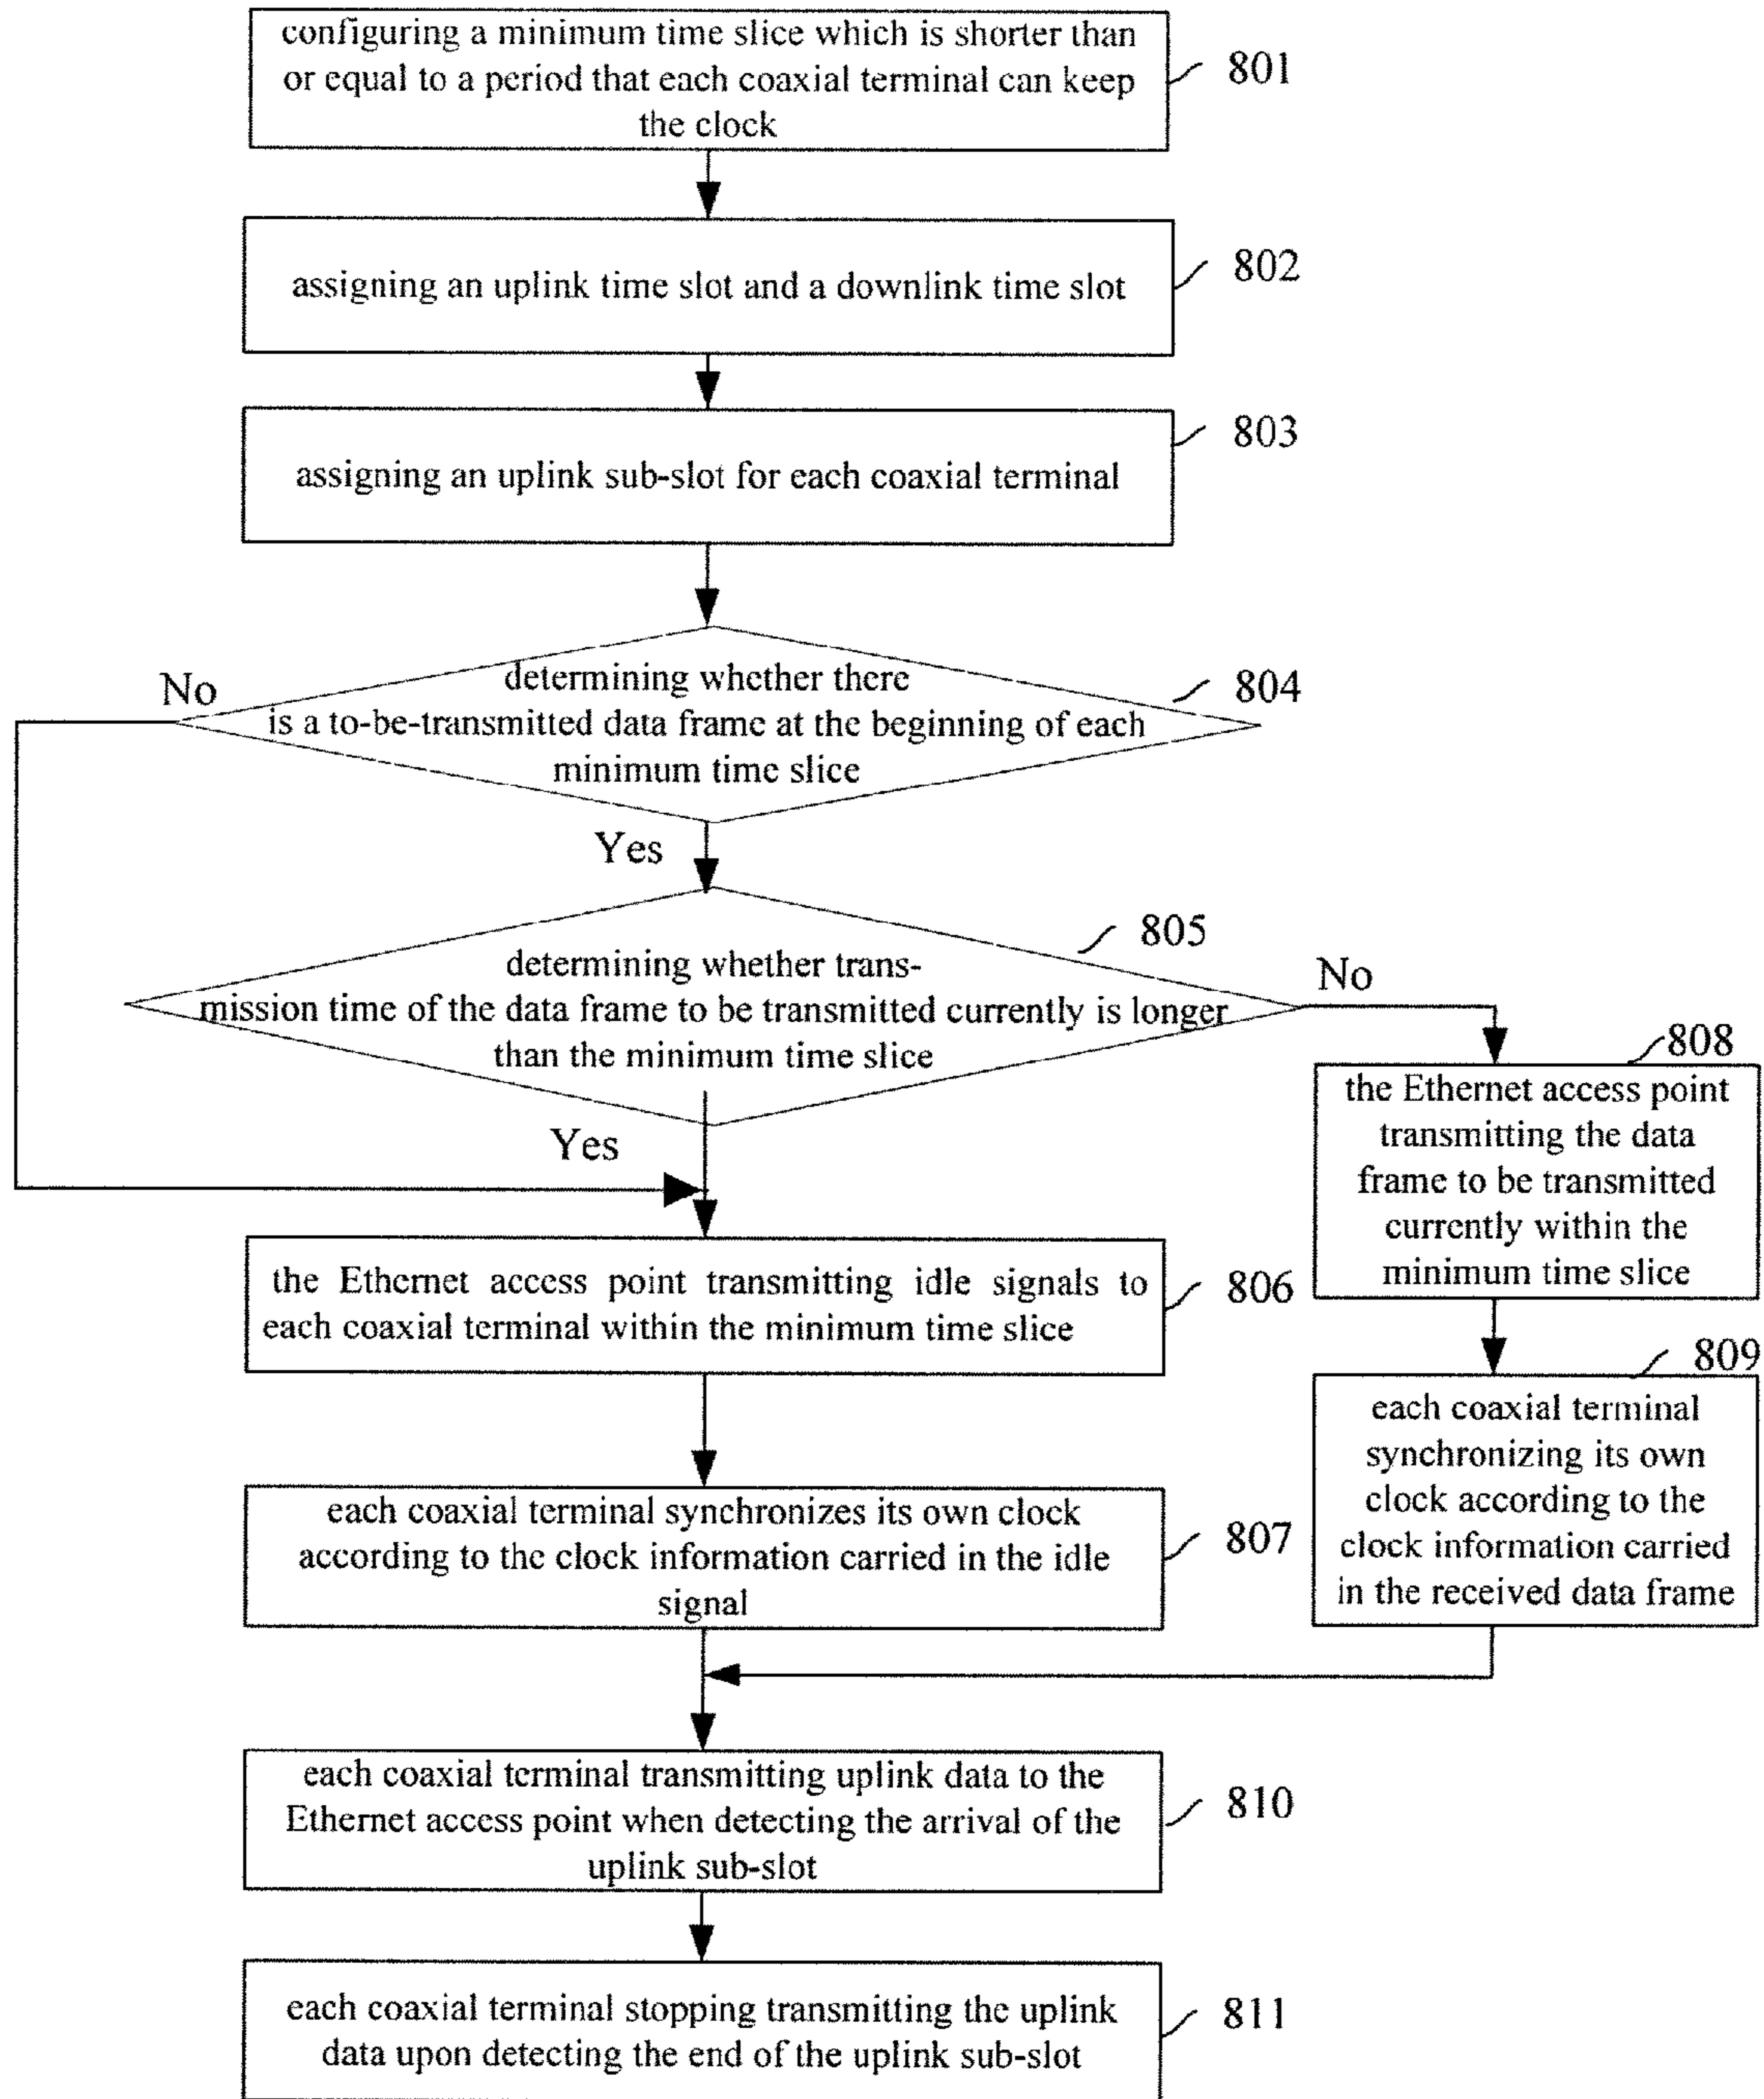 configuring a minimum time slice which is shorter than
or equal to a period that each coaxial terminal can keep
the clock
801
assigning an uplink time slot and a downlink time slot
802
assigning an uplink sub-slot for each coaxial terminal
803
No
determining whether there
is a to-be-transmitted data frame at the beginning of each
minimum time slice
804
Yes
805
determining whether trans-
mission time of the data frame to be transmitted currently is longer
than the minimum time slice
No
Yes
808
the Ethernet access point
transmitting the data
frame to be transmitted
currently within the
minimum time slice
the Ethernet access point transmitting idle signals to
each coaxial terminal within the minimum time slice
806
809
each coaxial terminal
synchronizing its own
clock according to the
clock information carried
in the received data frame
each coaxial terminal synchronizes its own clock
according to the clock information carried in the idle
signal
807
each coaxial terminal transmitting uplink data to the
Ethernet access point when detecting the arrival of the
uplink sub-slot
810
each coaxial terminal stopping transmitting the uplink
data upon detecting the end of the uplink sub-slot
811